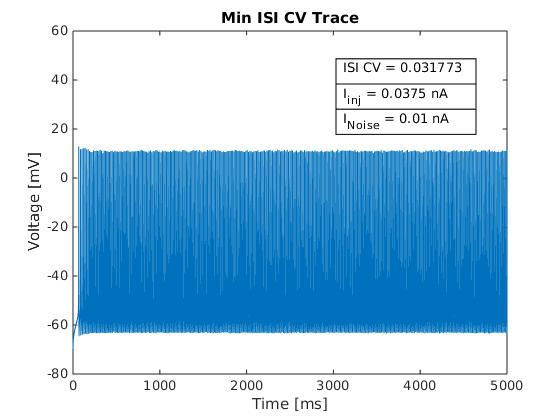 Min ISI CV Trace
ISI CV = 0.031773
I_inj = 0.0375 nA
I_Noise = 0.01 nA
60
40
20
0
-20
-40
-60
-80
Voltage [mV]
0 1000 2000 3000 4000 5000
Time [ms]